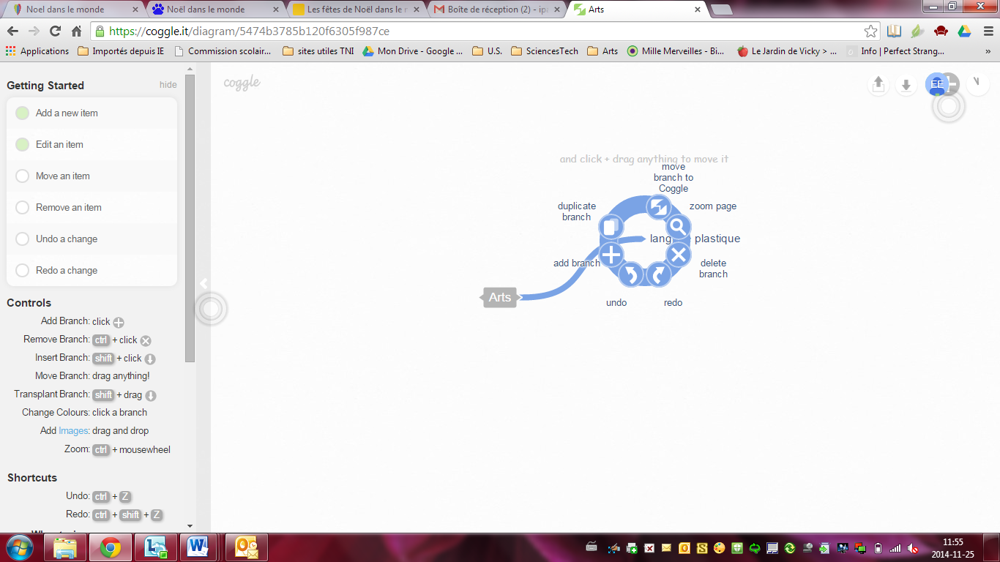 Noel dans le monde
Noël dans le monde
Les fêtes de Noël dans le m
Boîte de réception (2) - ip
Arts
https://coggle.it/diagram/5474b3785b120f6305f987ce
Applications
Importés depuis IE
Commission scolair...
sites utiles TNI
Mon Drive - Google ...
U.S.
SciencesTech
Arts
Mille Merveilles - Bi...
Le Jardin de Vicky > ...
Info | Perfect Strang...
»
Getting Started
hide
Add a new item
Edit an item
Move an item
Remove an item
Undo a change
Redo a change
Controls
Add Branch: click
Remove Branch: ctrl + click
Insert Branch: shift + click
Move Branch: drag anything!
Transplant Branch: shift + drag
Change Colours: click a branch
Add Images: drag and drop
Zoom: ctrl + mousewheel
Shortcuts
Undo: ctrl + Z
Redo: ctrl + shift + Z
coggle
EE
and click + drag anything to move it
move
branch to
Coggle
duplicate
branch
zoom page
lang plastique
add branch
delete
branch
undo
redo
Arts
11:55
2014-11-25